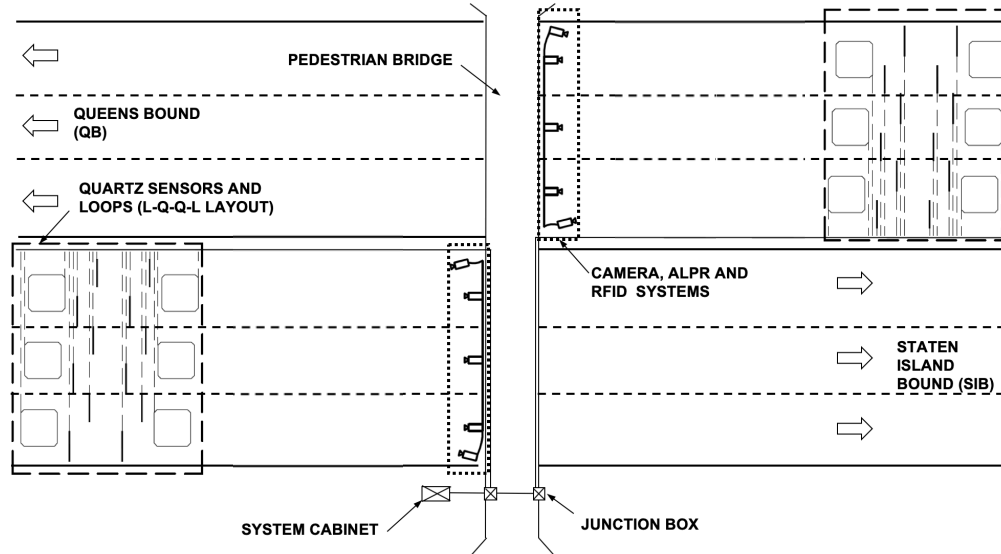 PEDESTRIAN BRIDGE
QUEENS BOUND
(QB)
QUARTZ SENSORS AND
LOOPS (L-Q-Q-L LAYOUT)
CAMERA, ALPR AND
RFID SYSTEMS
STATEN
ISLAND
BOUND (SIB)
SYSTEM CABINET
JUNCTION BOX